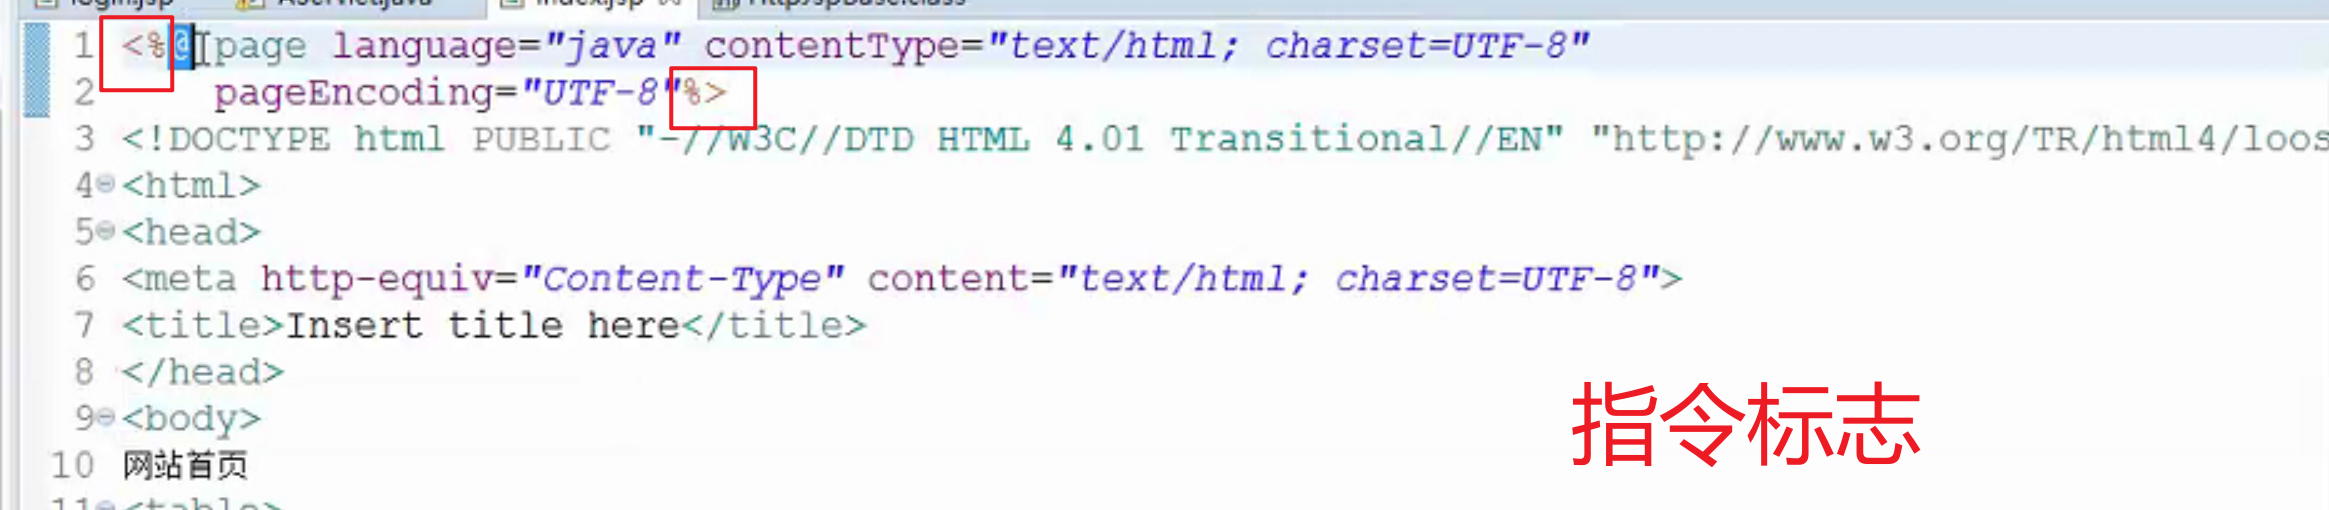 login.jsp AServlet.java index.jsp HttpJspBase.class
1 <%@ page language="java" contentType="text/html; charset=UTF-8"
2 pageEncoding="UTF-8"%>
3 <!DOCTYPE html PUBLIC "-//W3C//DTD HTML 4.01 Transitional//EN" "http://www.w3.org/TR/html4/loos
4 <html>
5 <head>
6 <meta http-equiv="Content-Type" content="text/html; charset=UTF-8">
7 <title>Insert title here</title>
8 </head>
指令标志
9 <body>
10 网站首页
11 <table>